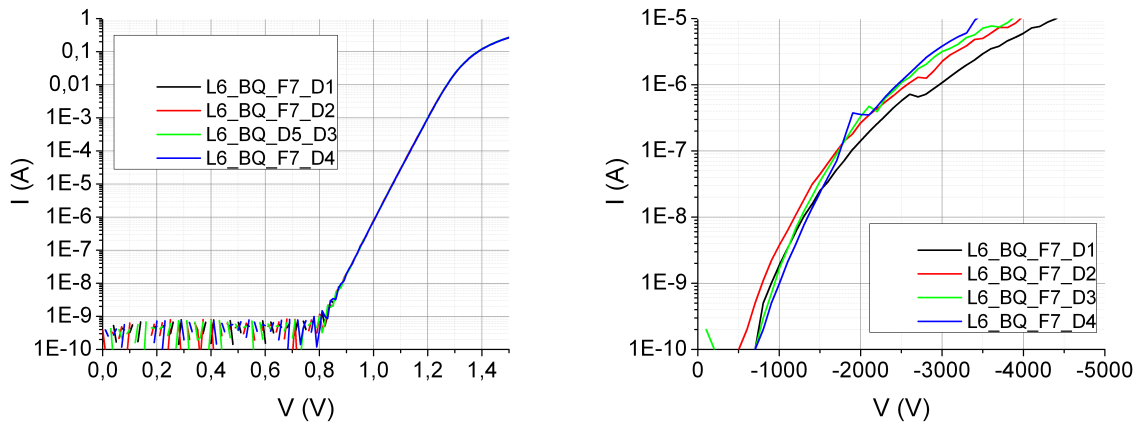 1
0,1
0,01
1E-3
1E-4
1E-5
1E-6
1E-7
1E-8
1E-9
1E-10
I (A)
L6_BQ_F7_D1
L6_BQ_F7_D2
L6_BQ_D5_D3
L6_BQ_F7_D4
0,0 0,2 0,4 0,6 0,8 1,0 1,2 1,4
V (V)
1E-5
1E-6
1E-7
1E-8
1E-9
1E-10
I (A)
L6_BQ_F7_D1
L6_BQ_F7_D2
L6_BQ_F7_D3
L6_BQ_F7_D4
0 -1000 -2000 -3000 -4000 -5000
V (V)